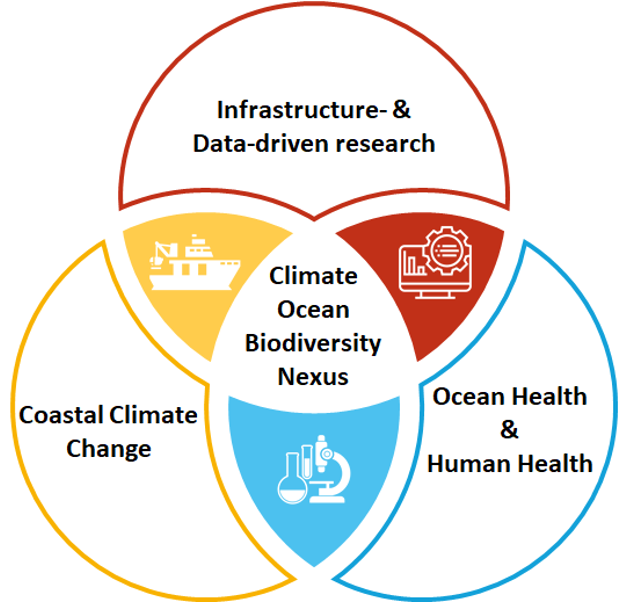 Infrastructure- &
Data-driven research
Climate
Ocean
Biodiversity
Nexus
Coastal Climate
Change
Ocean Health
&
Human Health